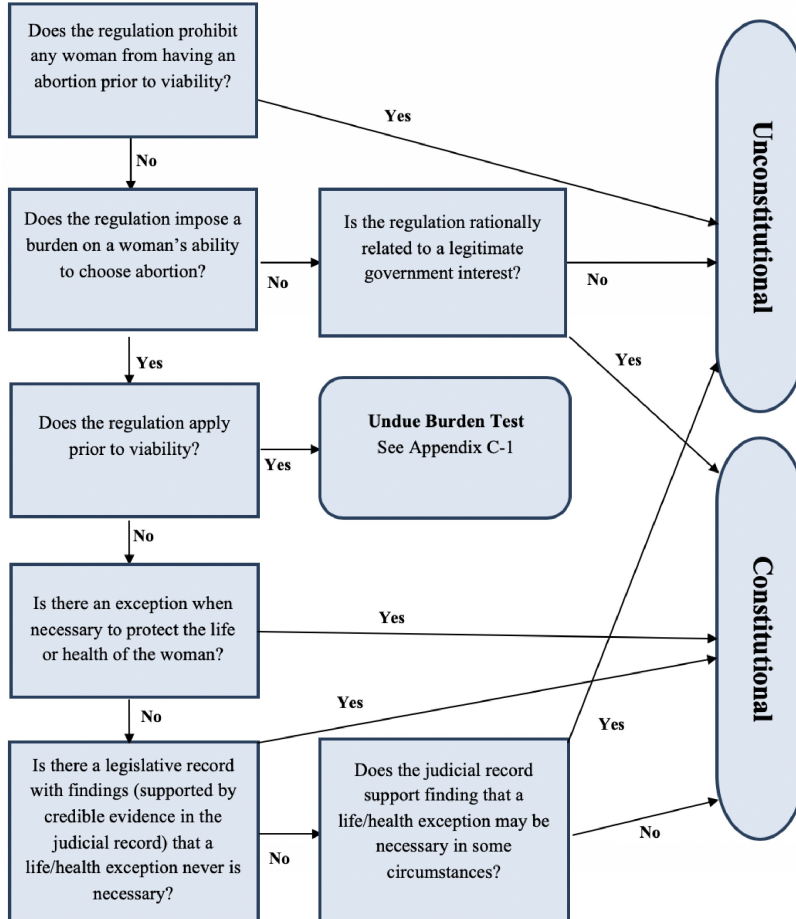 Does the regulation prohibit
any woman from having an
abortion prior to viability?
Yes
No
Unconstitutional
Does the regulation impose a
burden on a woman’s ability
to choose abortion?
No
Is the regulation rationally
related to a legitimate
government interest?
No
Yes
Yes
Does the regulation apply
prior to viability?
Yes
Undue Burden Test
See Appendix C-1
No
Is there an exception when
necessary to protect the life
or health of the woman?
Yes
Constitutional
No
Yes
Yes
Is there a legislative record
with findings (supported by
credible evidence in the
judicial record) that a
life/health exception never is
necessary?
No
Does the judicial record
support finding that a
life/health exception may be
necessary in some
circumstances?
No